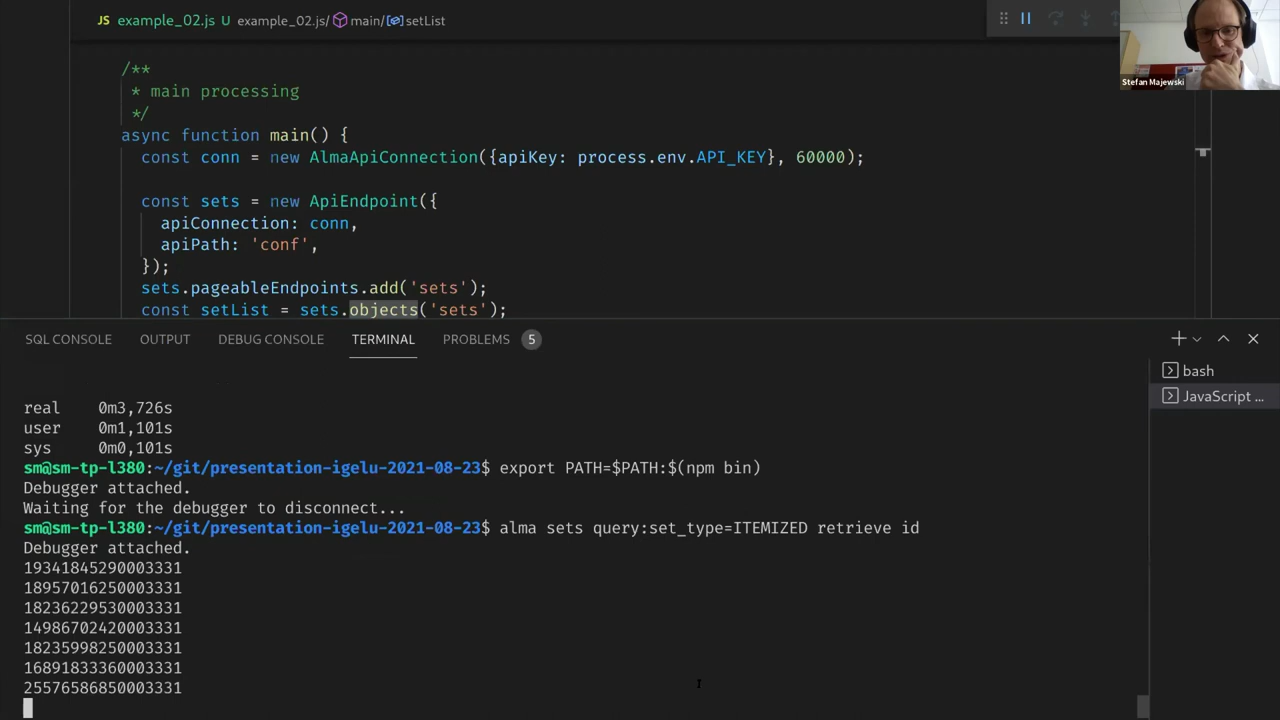 JS example_02.js U example_02.js/ main/ setList
Stefan Majewski
/**
* main processing
*/
async function main() {
const conn = new AlmaApiConnection({apiKey: process.env.API_KEY}, 60000);
const sets = new ApiEndpoint({
apiConnection: conn,
apiPath: 'conf',
});
sets.pageableEndpoints.add('sets');
const setList = sets.objects('sets');
SQL CONSOLE OUTPUT DEBUG CONSOLE TERMINAL PROBLEMS 5
bash
JavaScript ...
real 0m3,726s
user 0m1,101s
sys 0m0,101s
sm@sm-tp-l380:~/git/presentation-igelu-2021-08-23$ export PATH=$PATH:$(npm bin)
Debugger attached.
Waiting for the debugger to disconnect...
sm@sm-tp-l380:~/git/presentation-igelu-2021-08-23$ alma sets query:set_type=ITEMIZED retrieve id
Debugger attached.
19341845290003331
18957016250003331
18236229530003331
14986702420003331
18235998250003331
16891833360003331
25576586850003331